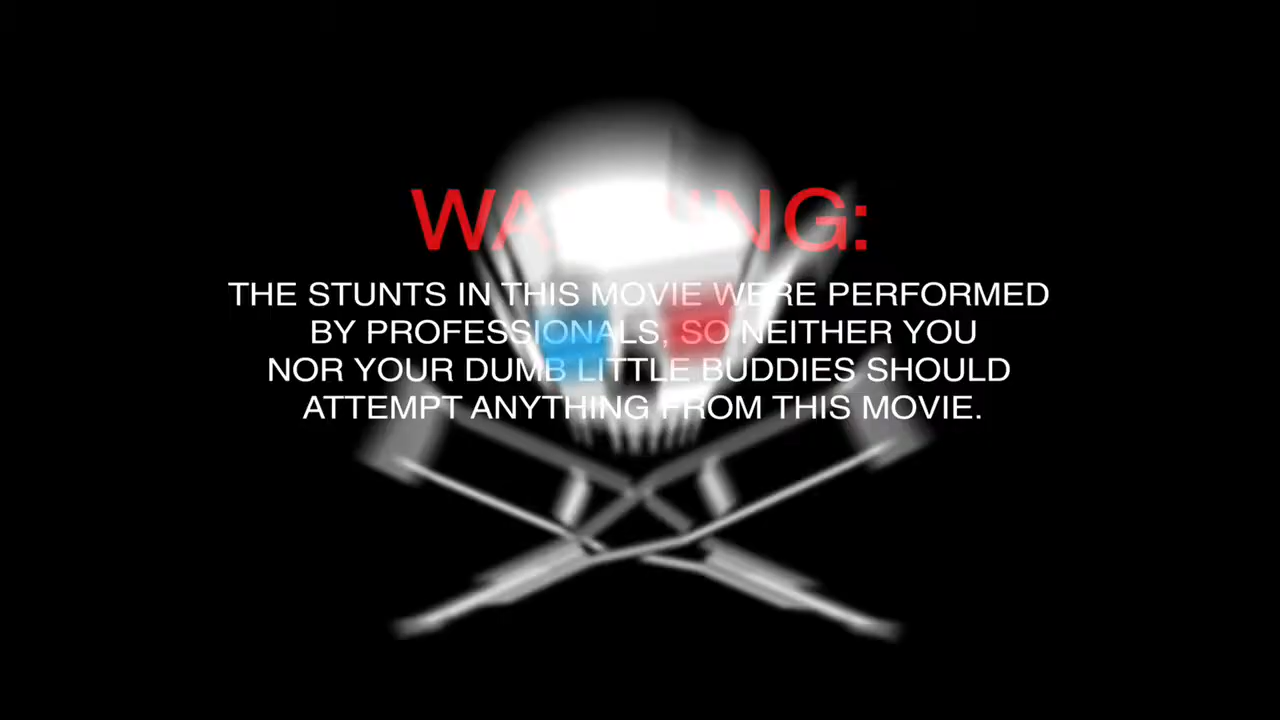 WARNING:
THE STUNTS IN THIS MOVIE WERE PERFORMED
BY PROFESSIONALS, SO NEITHER YOU
NOR YOUR DUMB LITTLE BUDDIES SHOULD
ATTEMPT ANYTHING FROM THIS MOVIE.